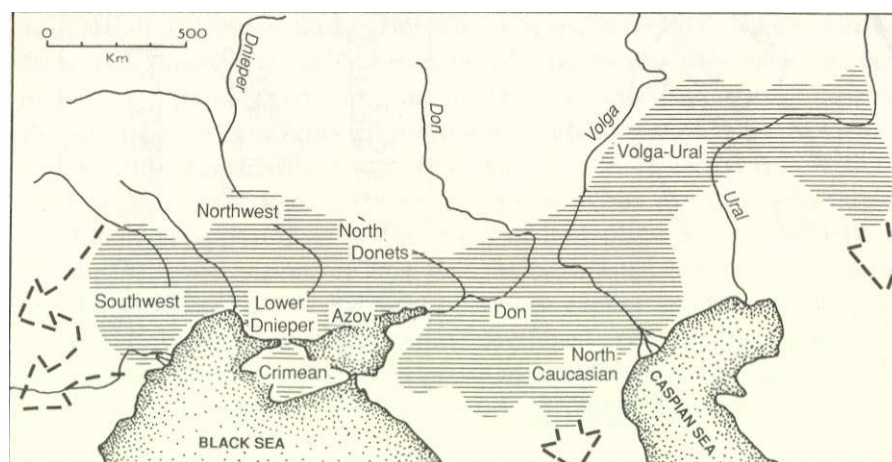 0 500
Km
Dnieper
Don
Volga
Volga-Ural
Ural
Northwest
North
Donets
Southwest
Lower
Dnieper
Azov
Don
Crimean
North
Caucasian
CASPIAN SEA
BLACK SEA